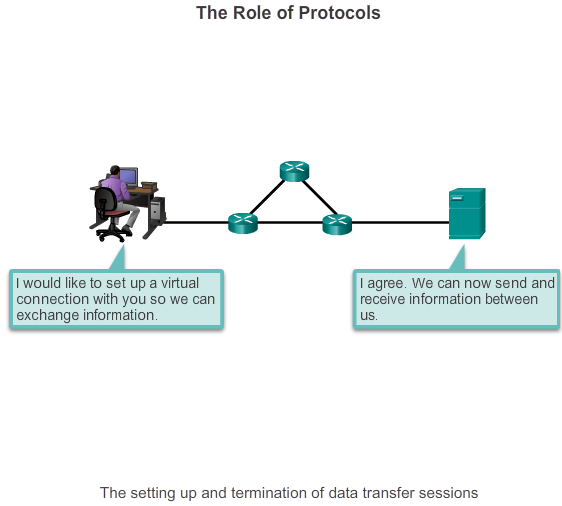 The Role of Protocols
I would like to set up a virtual
connection with you so we can
exchange information.
I agree. We can now send and
receive information between
us.
The setting up and termination of data transfer sessions